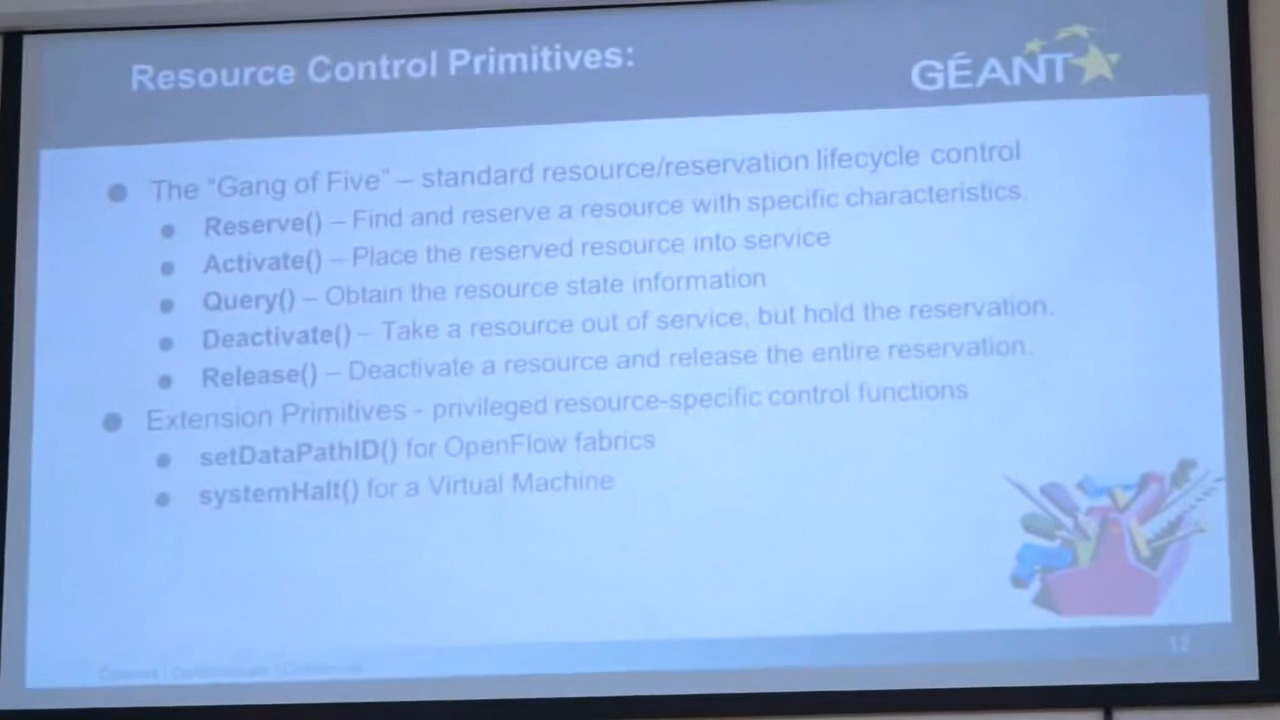 Resource Control Primitives:
GÉANT
The “Gang of Five” – standard resource/reservation lifecycle control
Reserve() – Find and reserve a resource with specific characteristics.
Activate() – Place the reserved resource into service
Query() – Obtain the resource state information
Deactivate() – Take a resource out of service, but hold the reservation.
Release() – Deactivate a resource and release the entire reservation.
Extension Primitives - privileged resource-specific control functions
setDataPathID() for OpenFlow fabrics
systemHalt() for a Virtual Machine
12